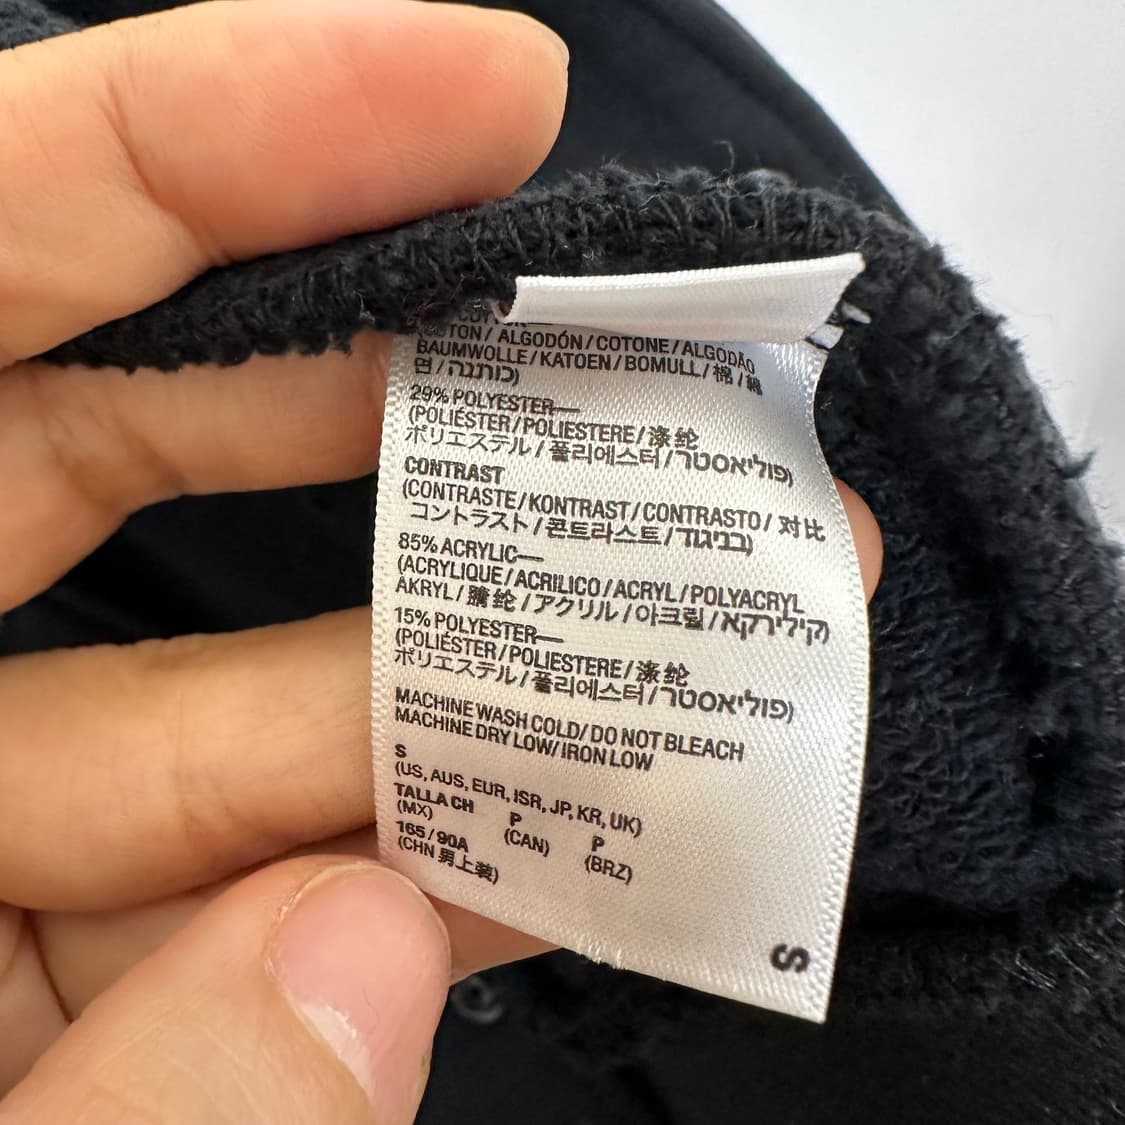 COTTON / ALGODÓN / COTONE / ALGODÃO
BAUMWOLLE / KATOEN / BOMULL / 棉 / 綿
면 / כותנה)
29% POLYESTER—
(POLIÉSTER / POLIESTERE / 涤纶
ポリエステル / 폴리에스터 / פוליאסטר)
CONTRAST
(CONTRASTE / KONTRAST / CONTRASTO / 对比
コントラスト / 콘트라스트 / בניגוד)
85% ACRYLIC—
(ACRYLIQUE / ACRILICO / ACRYL / POLYACRYL
AKRYL / 腈纶 / アクリル / 아크릴 / קילירקא)
15% POLYESTER—
(POLIÉSTER / POLIESTERE / 涤纶
ポリエステル / 폴리에스터 / פוליאסטר)
MACHINE WASH COLD/ DO NOT BLEACH
MACHINE DRY LOW/ IRON LOW
S
(US, AUS, EUR, ISR, JP, KR, UK)
TALLA CH P P
(MX) (CAN) (BRZ)
165 / 90A
(CHN 男上装)
S